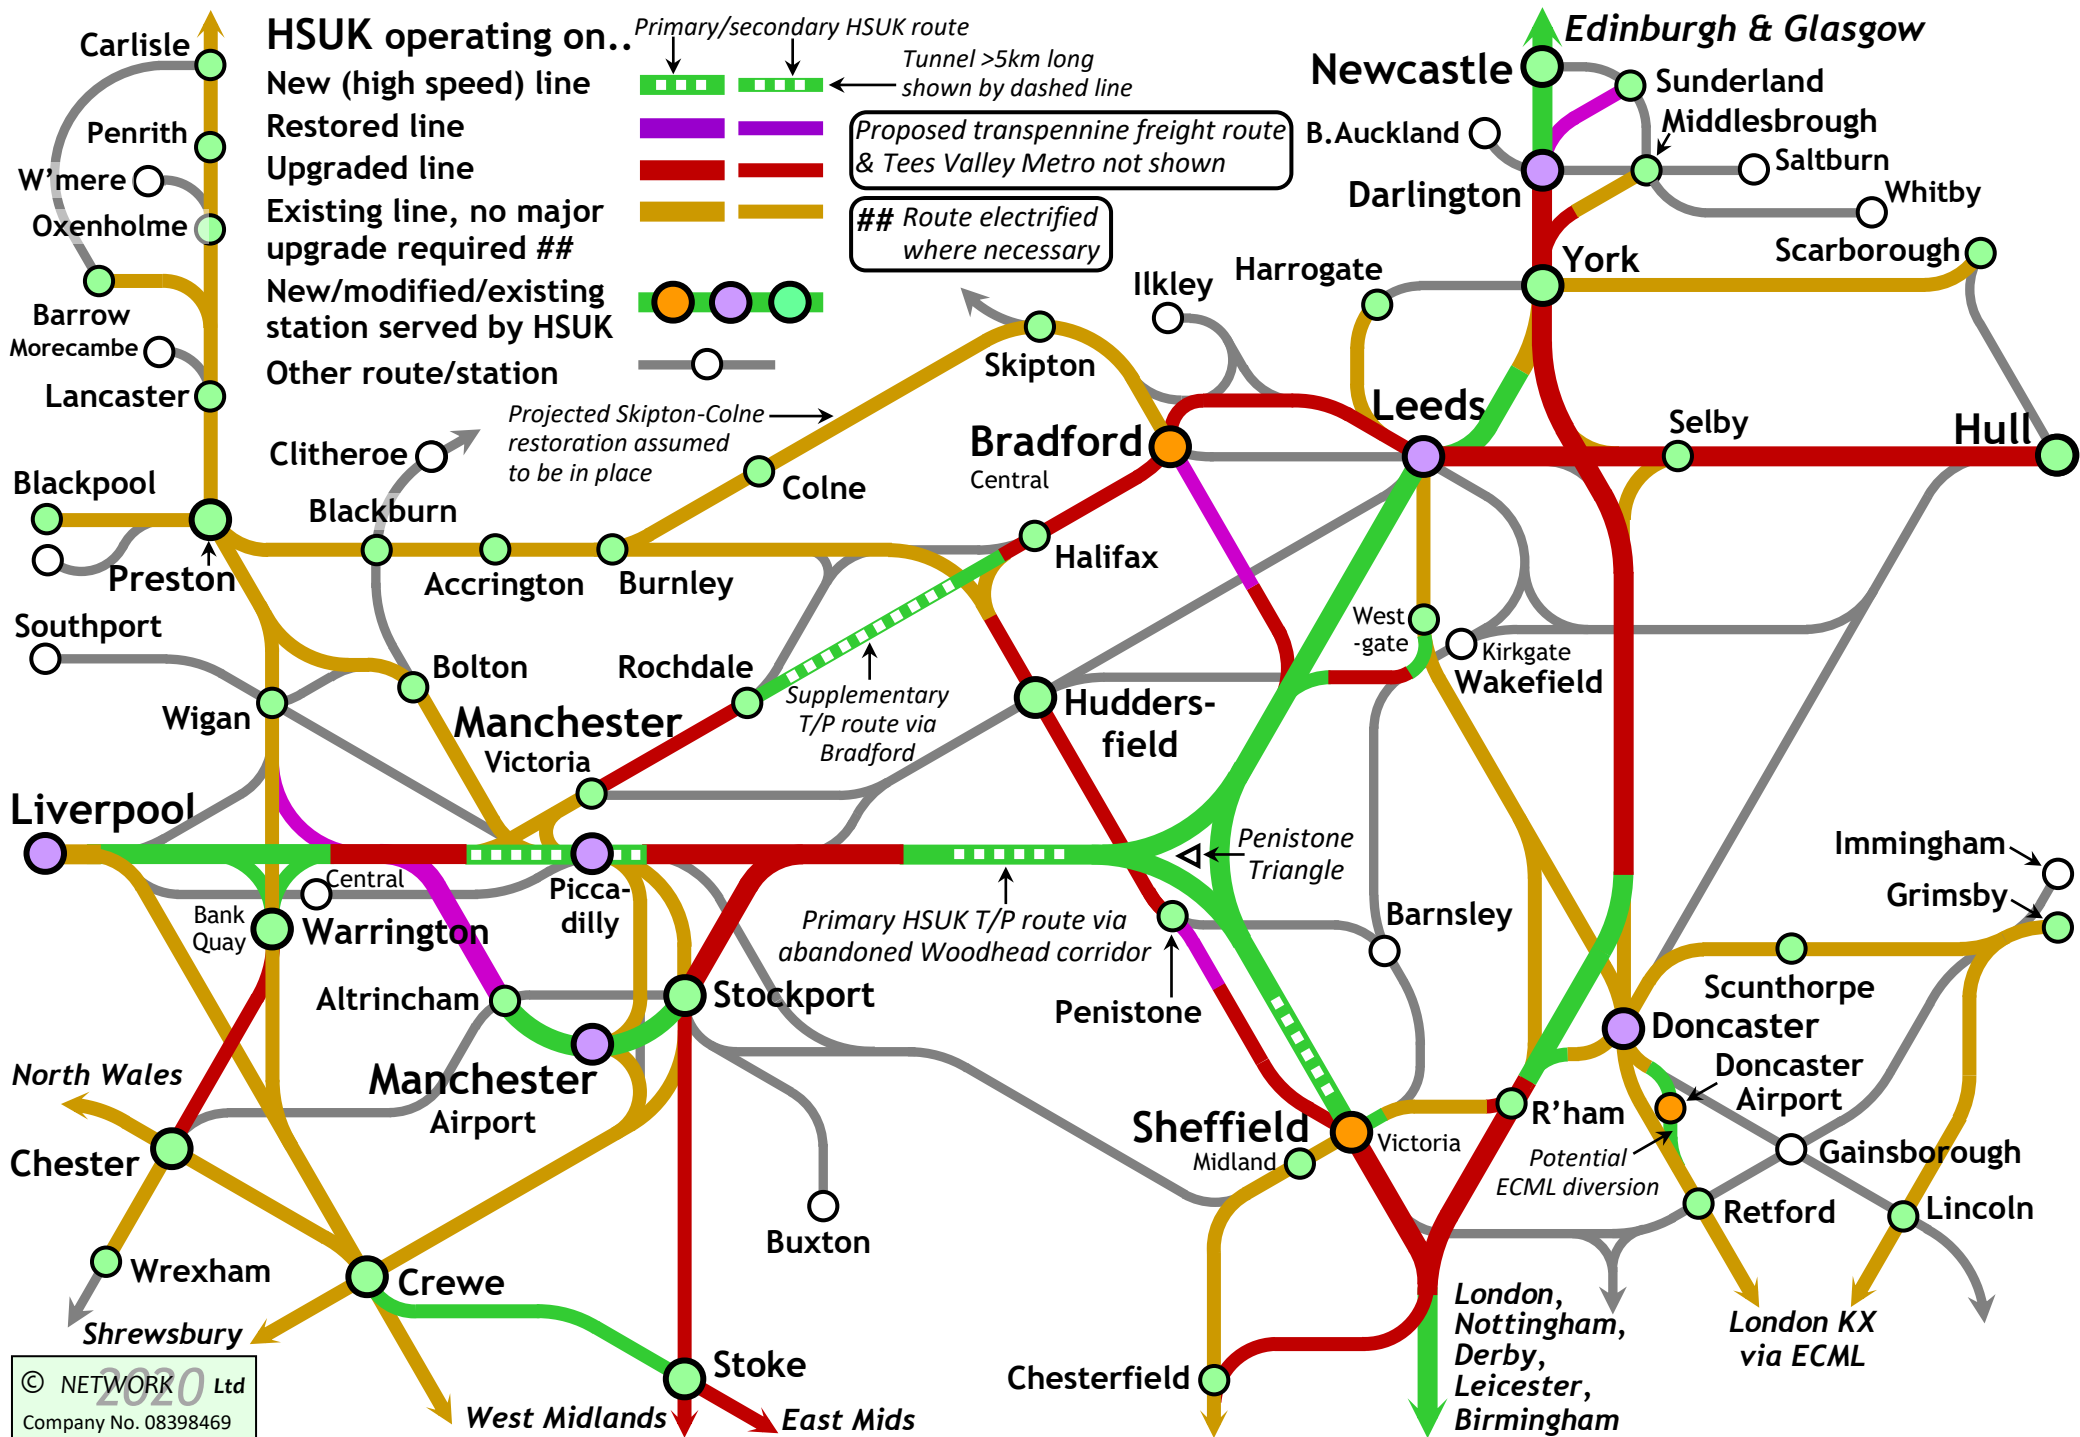 HSUK operating on..
Primary/secondary HSUK route
New (high speed) line
Tunnel >5km long
shown by dashed line
Restored line
Upgraded line
Existing line, no major
upgrade required ##
New/modified/existing
station served by HSUK
Other route/station
Proposed transpennine freight route
& Tees Valley Metro not shown
## Route electrified
where necessary
Edinburgh & Glasgow
Newcastle
Sunderland
Middlesbrough
B.Auckland
Saltburn
Darlington
Whitby
York
Scarborough
Carlisle
Penrith
W'mere
Oxenholme
Barrow
Morecambe
Lancaster
Harrogate
Ilkley
Skipton
Projected Skipton-Colne
restoration assumed
to be in place
Leeds
Selby
Hull
Bradford
Central
Clitheroe
Colne
Blackpool
Blackburn
Preston
Accrington
Burnley
Halifax
Southport
Bolton
Rochdale
West
-gate
Kirkgate
Wakefield
Wigan
Manchester
Victoria
Supplementary
T/P route via
Bradford
Hudders-
field
Liverpool
Central
Picca-
dilly
Penistone
Triangle
Immingham
Grimsby
Bank
Quay
Warrington
Primary HSUK T/P route via
abandoned Woodhead corridor
Barnsley
Altrincham
Stockport
Penistone
Scunthorpe
Doncaster
Doncaster
Airport
North Wales
Manchester
Airport
Sheffield
Midland
Victoria
R'ham
Chester
Potential
ECML diversion
Gainsborough
Retford
Lincoln
Buxton
Wrexham
Crewe
Shrewsbury
London,
Nottingham,
Derby,
Leicester,
Birmingham
London KX
via ECML
Stoke
Chesterfield
West Midlands
East Mids
© NETWORK 2020 Ltd
Company No. 08398469